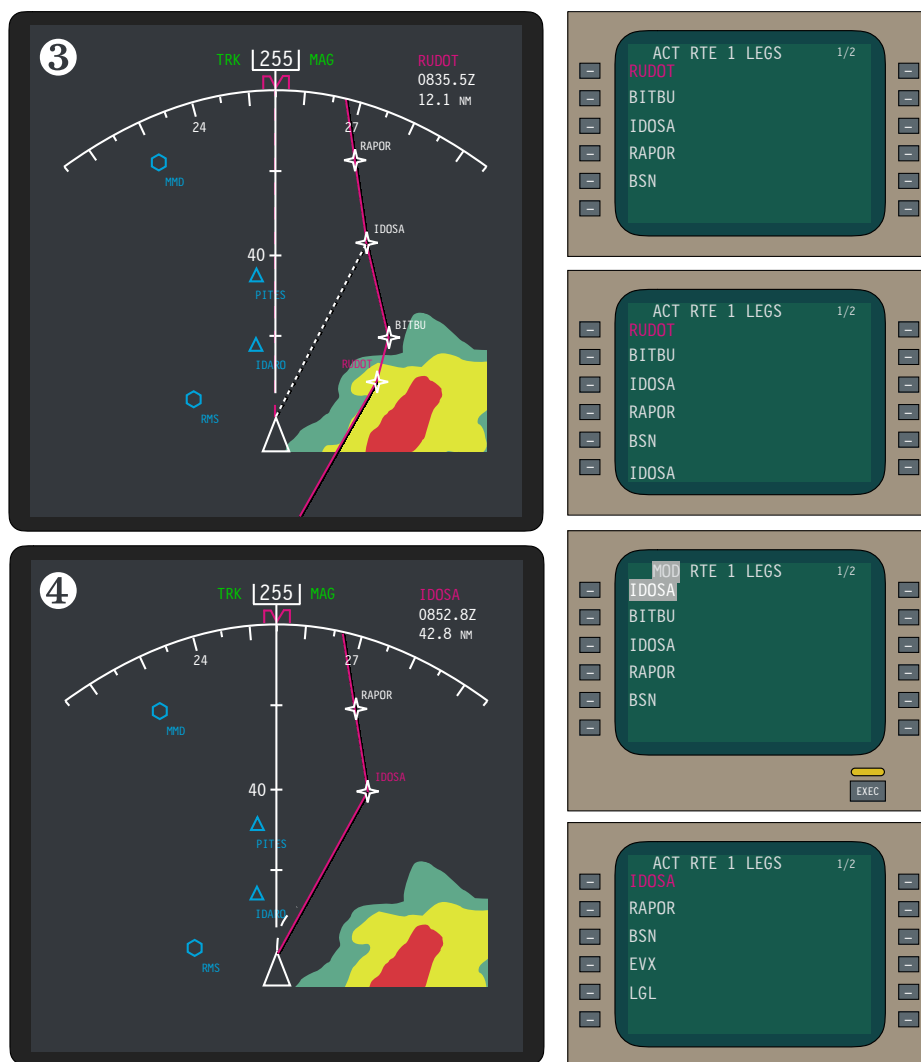 3
TRK 255 MAG
RUDOT
0835.5Z
12.1 NM
24
27
RAPOR
MMD
IDOSA
40
PITES
BITBU
IDARO
RUDOT
RMS
ACT RTE 1 LEGS 1/2
RUDOT
BITBU
IDOSA
RAPOR
BSN
ACT RTE 1 LEGS 1/2
RUDOT
BITBU
IDOSA
RAPOR
BSN
IDOSA
4
TRK 255 MAG
IDOSA
0852.8Z
42.8 NM
24
27
RAPOR
MMD
IDOSA
40
PITES
IDARO
RMS
MOD RTE 1 LEGS 1/2
IDOSA
BITBU
IDOSA
RAPOR
BSN
EXEC
ACT RTE 1 LEGS 1/2
IDOSA
RAPOR
BSN
EVX
LGL